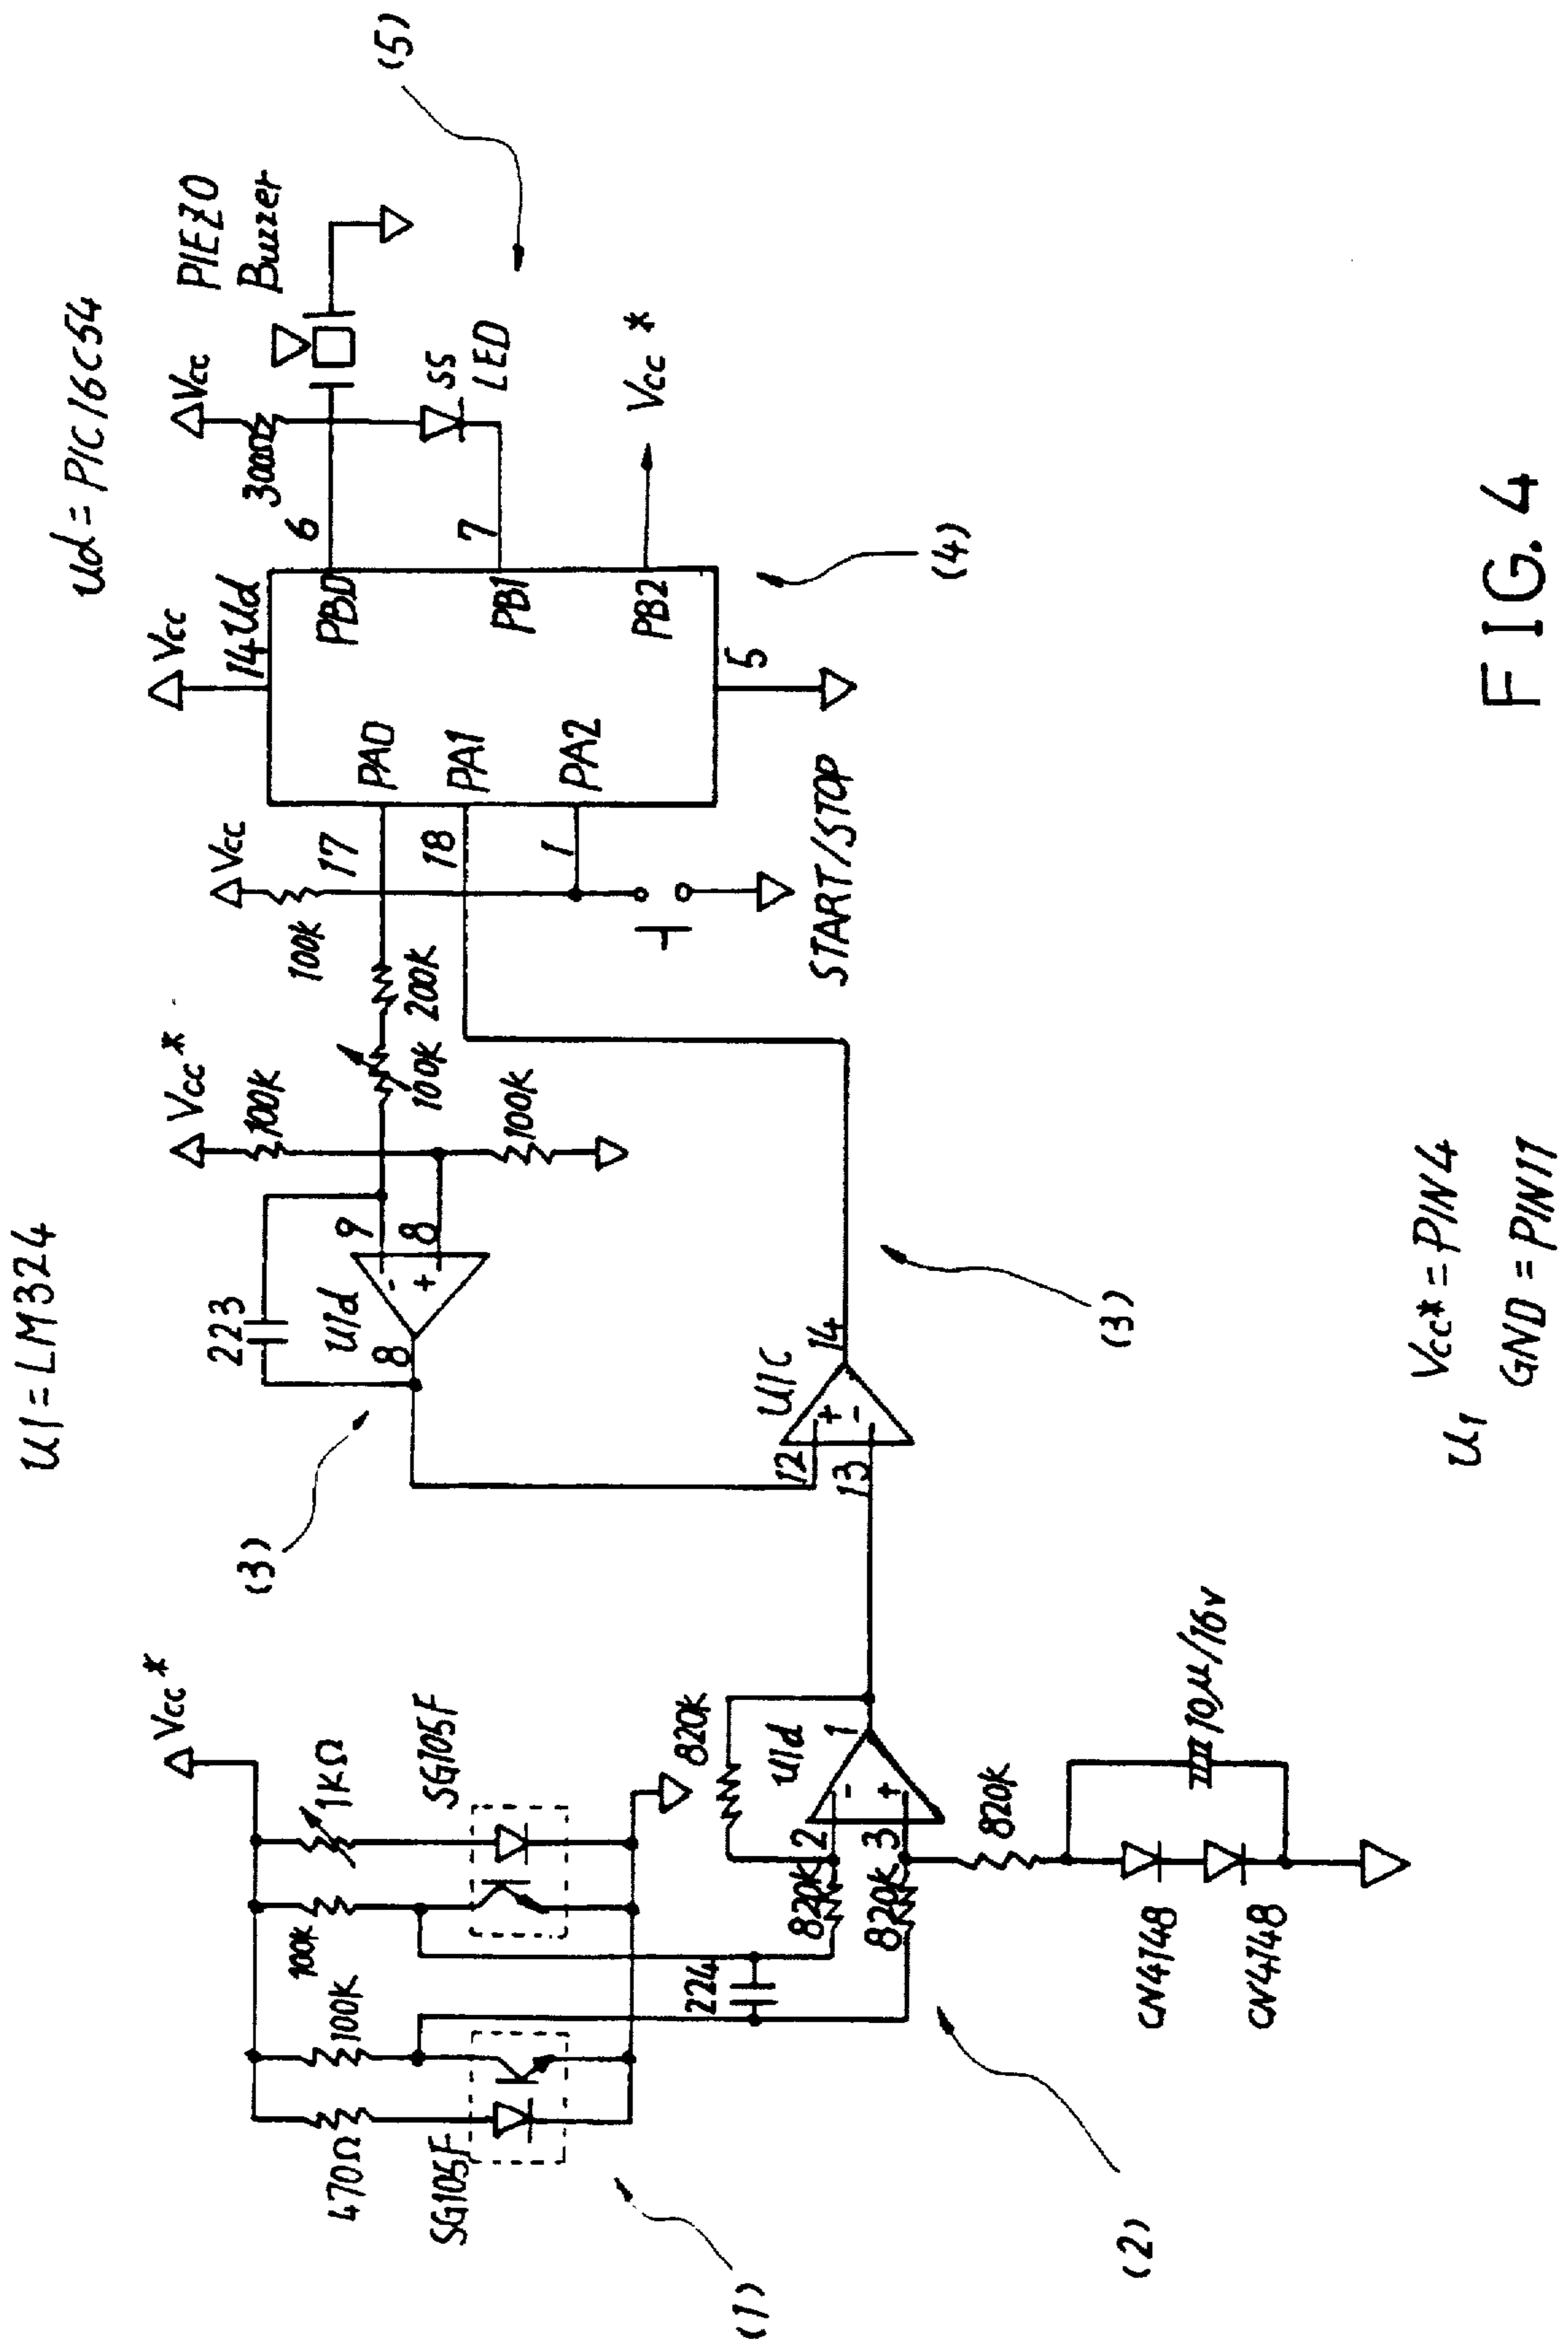 U1=LM324
Ud=PIC16C54
Vcc*
470Ω
100K
100K
1KΩ
SG105F
SG105F
(1)
224
820K
820K
820K
2
3
U1d
-
+
1
820K
CN4148
CN4148
10μ/16v
(2)
(3)
223
U1d
8
9
8
-
+
Vcc*
100K
100K
100K
200K
12
13
U1C
+
-
14
(3)
Vcc
100K
17
18
1
START/STOP
Vcc
14
Ud
PA0
PA1
PA2
PB0
PB1
PB2
5
(4)
6
7
300Ω
Vcc
PIEZO
Buzzer
SS
LED
Vcc*
(5)
U1
Vcc*=PIN4
GND=PIN11
FIG. 4